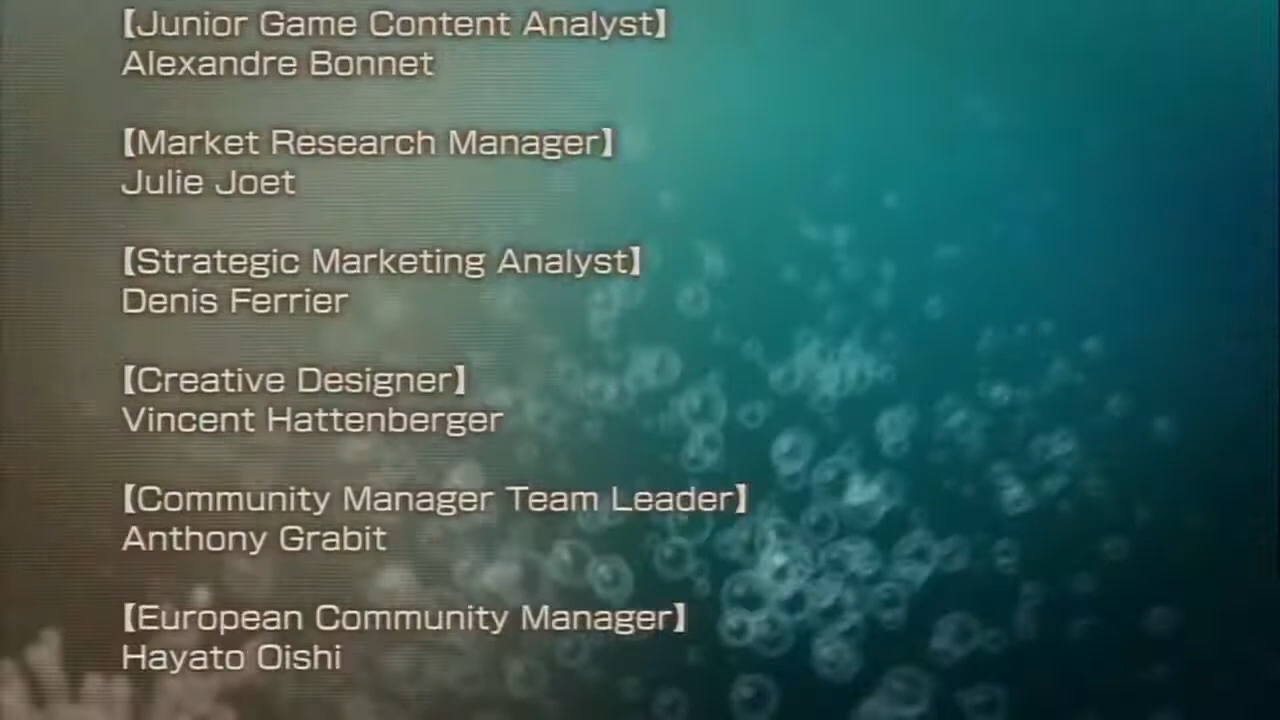 【Junior Game Content Analyst】
Alexandre Bonnet
【Market Research Manager】
Julie Joet
【Strategic Marketing Analyst】
Denis Ferrier
【Creative Designer】
Vincent Hattenberger
【Community Manager Team Leader】
Anthony Grabit
【European Community Manager】
Hayato Oishi